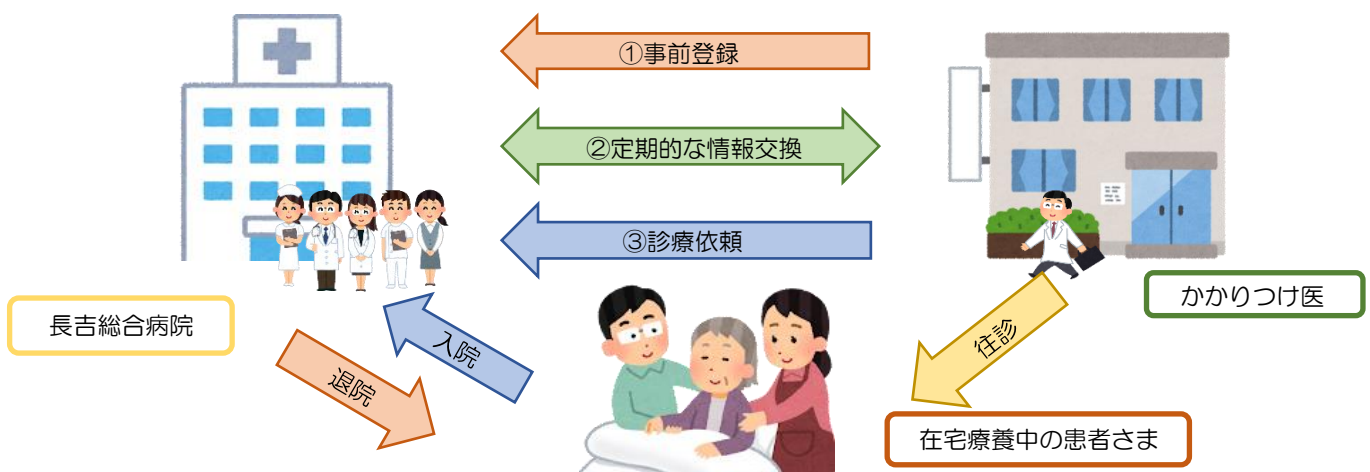 ①事前登録
②定期的な情報交換
③診療依頼
かかりつけ医
長吉総合病院
入院
往診
退院
在宅療養中の患者さま